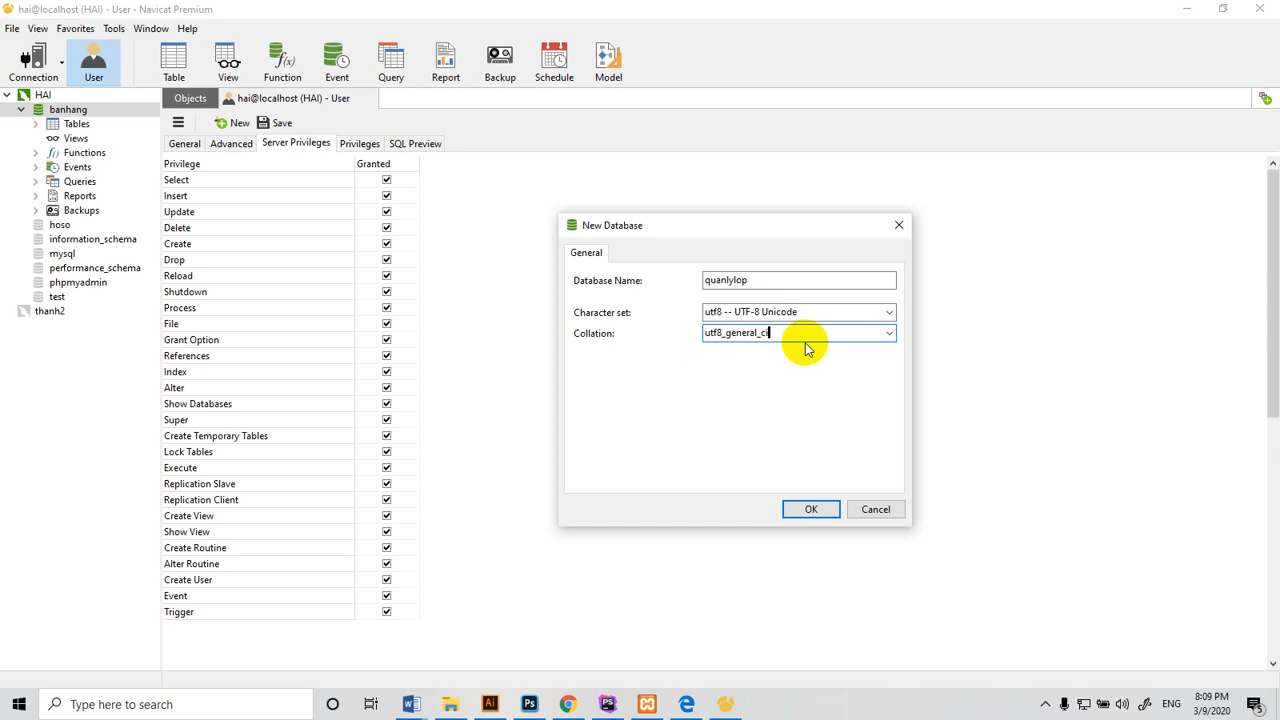 hai@localhost (HAI) - User - Navicat Premium
File View Favorites Tools Window Help
Connection User Table View Function Event Query Report Backup Schedule Model
HAI
banhang
Tables
Views
Functions
Events
Queries
Reports
Backups
hoso
information_schema
mysql
performance_schema
phpmyadmin
test
thanh2
Objects hai@localhost (HAI) - User
New Save
General Advanced Server Privileges Privileges SQL Preview
Privilege Granted
Select
Insert
Update
Delete
Create
Drop
Reload
Shutdown
Process
File
Grant Option
References
Index
Alter
Show Databases
Super
Create Temporary Tables
Lock Tables
Execute
Replication Slave
Replication Client
Create View
Show View
Create Routine
Alter Routine
Create User
Event
Trigger
New Database
General
Database Name: quanlylop
Character set: utf8 -- UTF-8 Unicode
Collation: utf8_general_ci
OK Cancel
Type here to search
ENG
8:09 PM
3/9/2020
5